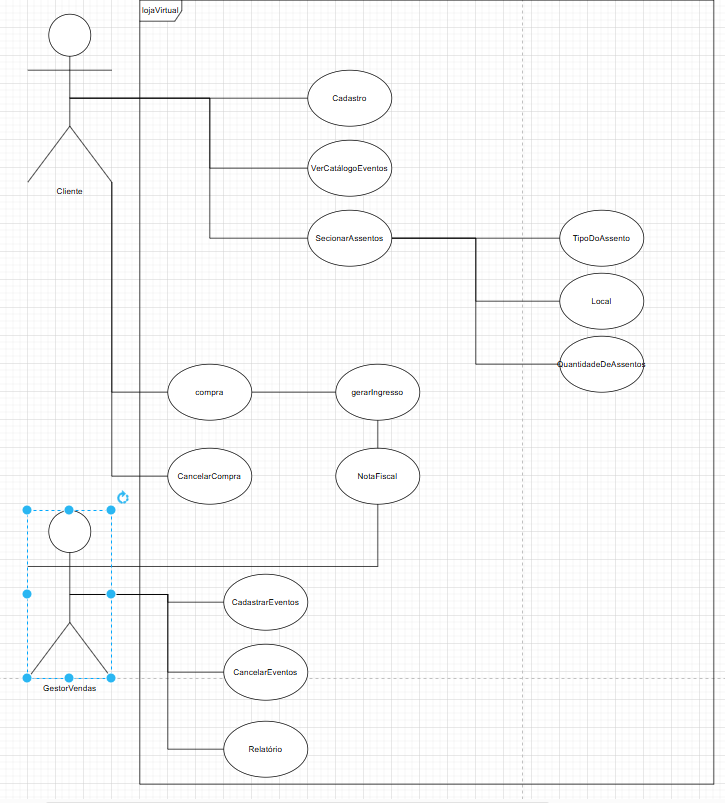 lojaVirtual
Cadastro
VerCatálogoEventos
Cliente
SecionarAssentos
TipoDoAssento
Local
QuantidadeDeAssentos
compra
gerarIngresso
CancelarCompra
NotaFiscal
CadastrarEventos
CancelarEventos
GestorVendas
Relatório